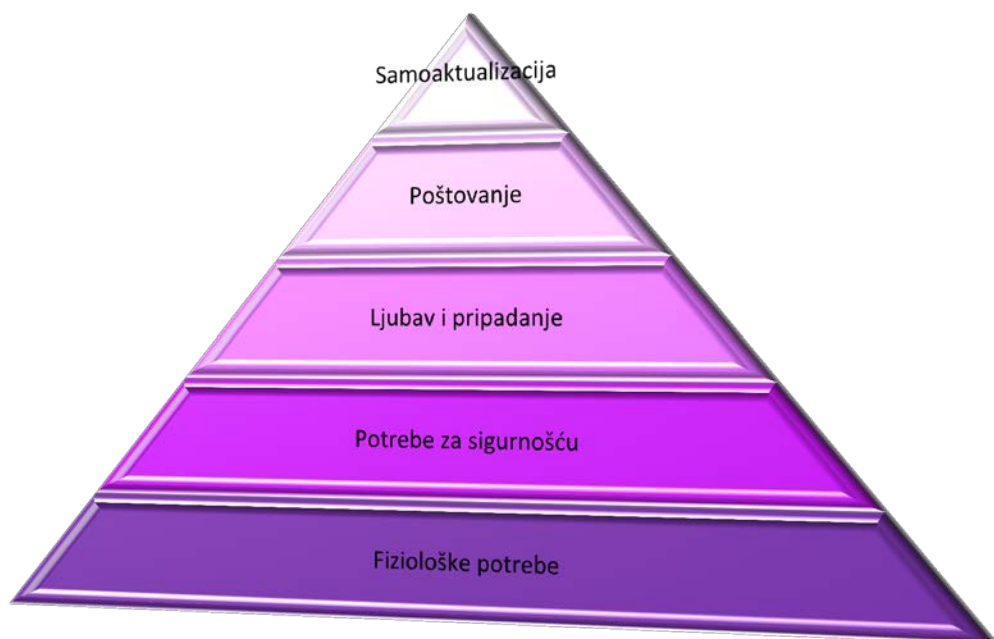 Samoaktualizacija
Poštovanje
Ljubav i pripadanje
Potrebe za sigurnošću
Fiziološke potrebe